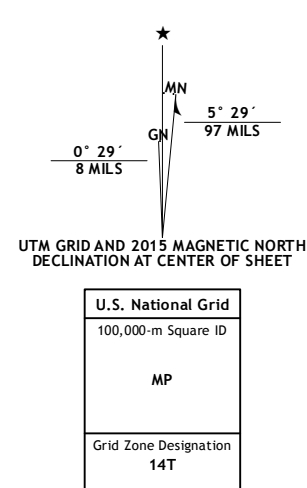 MN
5° 29´
97 MILS
GN
0° 29´
8 MILS
UTM GRID AND 2015 MAGNETIC NORTH
DECLINATION AT CENTER OF SHEET
U.S. National Grid
100,000-m Square ID
MP
Grid Zone Designation
14T